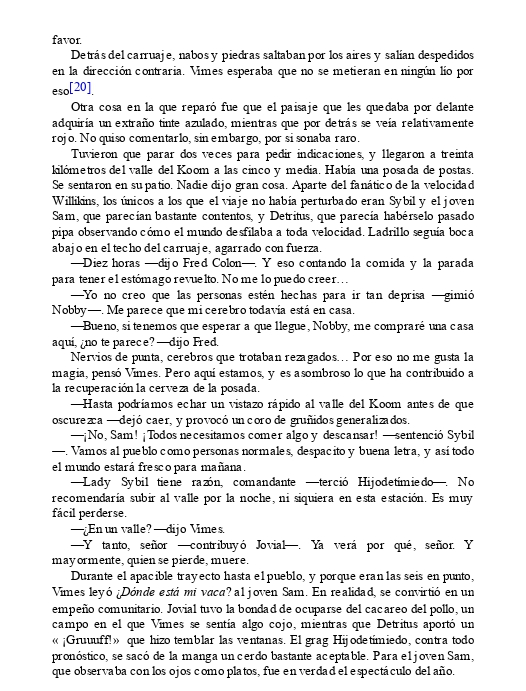 favor.
Detrás del carruaje, nabos y piedras saltaban por los aires y salían despedidos
en la dirección contraria. Vimes esperaba que no se metieran en ningún lío por
eso[20].
Otra cosa en la que reparó fue que el paisaje que les quedaba por delante
adquiría un extraño tinte azulado, mientras que por detrás se veía relativamente
rojo. No quiso comentarlo, sin embargo, por si sonaba raro.
Tuvieron que parar dos veces para pedir indicaciones, y llegaron a treinta
kilómetros del valle del Koom a las cinco y media. Había una posada de postas.
Se sentaron en su patio. Nadie dijo gran cosa. Aparte del fanático de la velocidad
Willikins, los únicos a los que el viaje no había perturbado eran Sybil y el joven
Sam, que parecían bastante contentos, y Detritus, que parecía habérselo pasado
pipa observando cómo el mundo desfilaba a toda velocidad. Ladrillo seguía boca
abajo en el techo del carruaje, agarrado con fuerza.
—Diez horas —dijo Fred Colon—. Y eso contando la comida y la parada
para tener el estómago revuelto. No me lo puedo creer…
—Yo no creo que las personas estén hechas para ir tan deprisa —gimió
Nobby—. Me parece que mi cerebro todavía está en casa.
—Bueno, si tenemos que esperar a que llegue, Nobby, me compraré una casa
aquí, ¿no te parece? —dijo Fred.
Nervios de punta, cerebros que trotaban rezagados… Por eso no me gusta la
magia, pensó Vimes. Pero aquí estamos, y es asombroso lo que ha contribuido a
la recuperación la cerveza de la posada.
—Hasta podríamos echar un vistazo rápido al valle del Koom antes de que
oscurezca —dejó caer, y provocó un coro de gruñidos generalizados.
—¡No, Sam! ¡Todos necesitamos comer algo y descansar! —sentenció Sybil
—. Vamos al pueblo como personas normales, despacito y buena letra, y así todo
el mundo estará fresco para mañana.
—Lady Sybil tiene razón, comandante —terció Hijodetímiedo—. No
recomendaría subir al valle por la noche, ni siquiera en esta estación. Es muy
fácil perderse.
—¿En un valle? —dijo Vimes.
—Y tanto, señor —contribuyó Jovial—. Ya verá por qué, señor. Y
mayormente, quien se pierde, muere.
Durante el apacible trayecto hasta el pueblo, y porque eran las seis en punto,
Vimes leyó ¿Dónde está mi vaca? al joven Sam. En realidad, se convirtió en un
empeño comunitario. Jovial tuvo la bondad de ocuparse del cacareo del pollo, un
campo en el que Vimes se sentía algo cojo, mientras que Detritus aportó un
« ¡Gruuuff!» que hizo temblar las ventanas. El grag Hijodetímiedo, contra todo
pronóstico, se sacó de la manga un cerdo bastante aceptable. Para el joven Sam,
que observaba con los ojos como platos, fue en verdad el espectáculo del año.